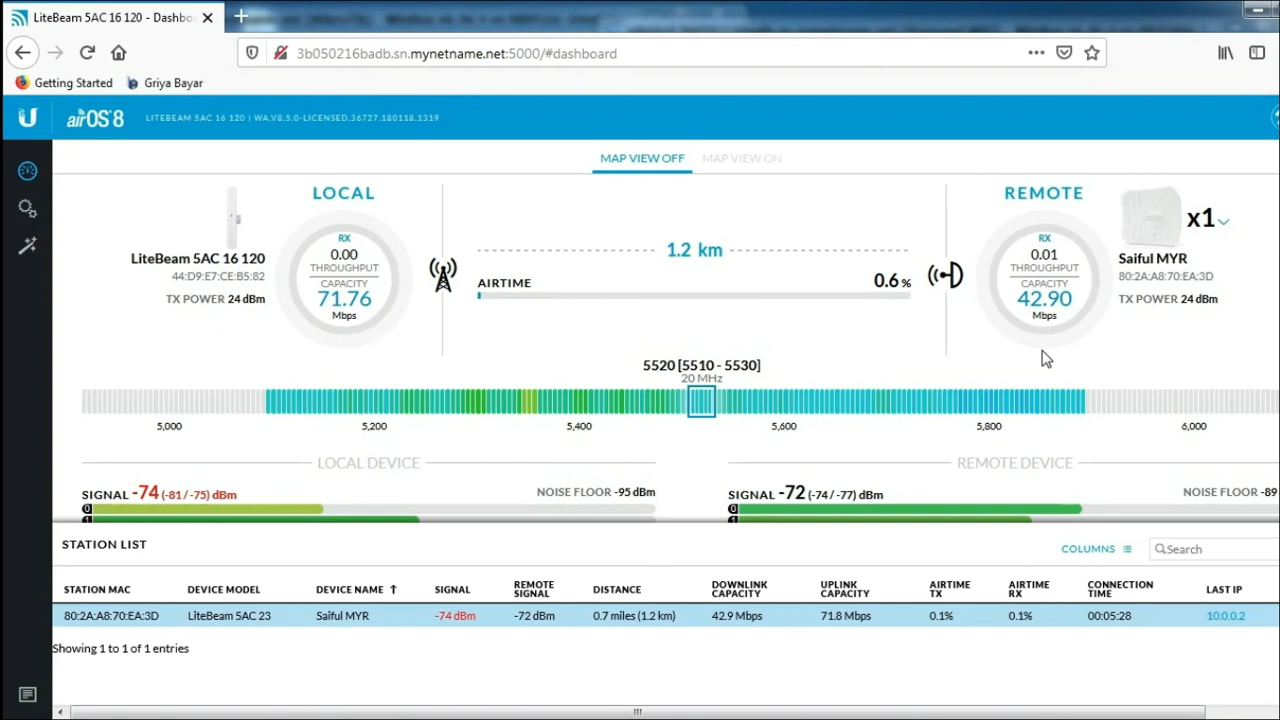 LiteBeam 5AC 16 120 - Dashbo
3b050216badb.sn.mynetname.net:5000/#dashboard
Getting Started Griya Bayar
U airOS 8 LITEBEAM 5AC 16 120 | WA.V8.5.0-LICENSED.36727.180118.1319
MAP VIEW OFF MAP VIEW ON
LOCAL
REMOTE
LiteBeam 5AC 16 120
44:D9:E7:CE:B5:82
TX POWER 24 dBm
RX
0.00
THROUGHPUT
CAPACITY
71.76
Mbps
1.2 km
AIRTIME 0.6 %
RX
0.01
THROUGHPUT
CAPACITY
42.90
Mbps
x1
Saiful MYR
80:2A:A8:70:EA:3D
TX POWER 24 dBm
5520 [5510 - 5530]
20 MHz
5,000 5,200 5,400 5,600 5,800 6,000
LOCAL DEVICE REMOTE DEVICE
SIGNAL -74 (-81 / -75) dBm NOISE FLOOR -95 dBm SIGNAL -72 (-74 / -77) dBm NOISE FLOOR -89
0 0
1 1
STATION LIST
COLUMNS Search
STATION MAC DEVICE MODEL DEVICE NAME SIGNAL REMOTE SIGNAL DISTANCE DOWNLINK CAPACITY UPLINK CAPACITY AIRTIME TX AIRTIME RX CONNECTION TIME LAST IP
80:2A:A8:70:EA:3D LiteBeam 5AC 23 Saiful MYR -74 dBm -72 dBm 0.7 miles (1.2 km) 42.9 Mbps 71.8 Mbps 0.1% 0.1% 00:05:28 10.0.0.2
Showing 1 to 1 of 1 entries